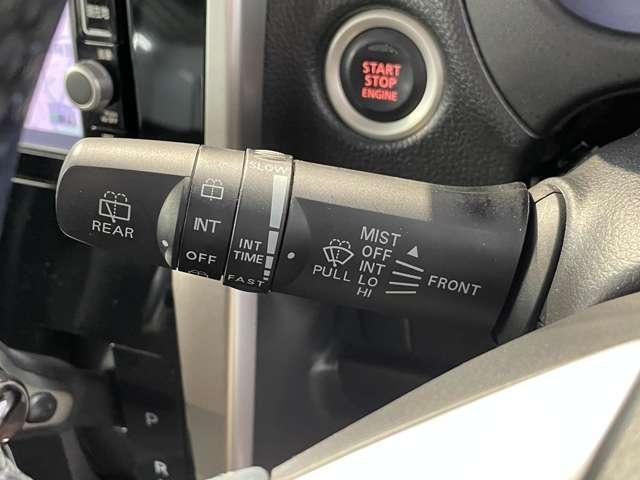 START
STOP
ENGINE
REAR
INT
OFF
SLOW
INT
TIME
FAST
PULL
MIST
OFF
INT
LO
HI
FRONT
P
R